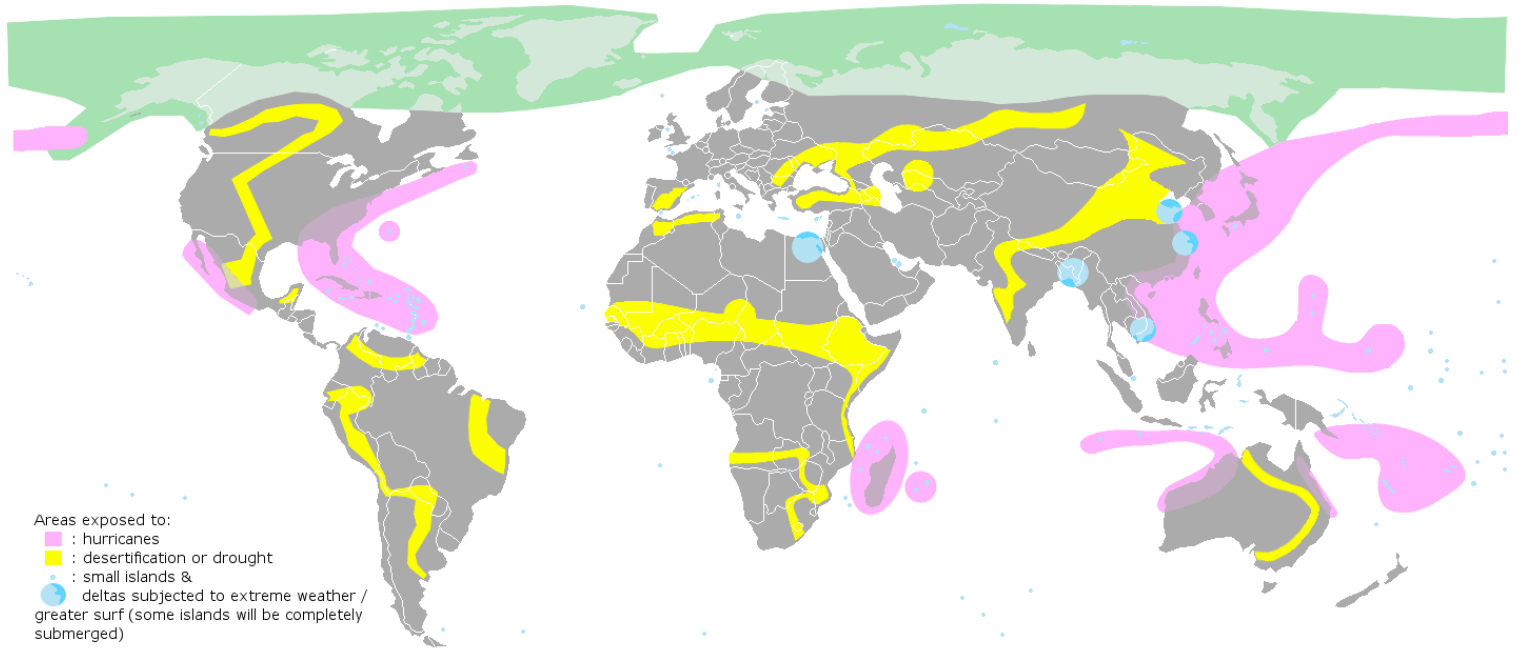 Areas exposed to:
: hurricanes
: desertification or drought
: small islands &
deltas subjected to extreme weather /
greater surf (some islands will be completely
submerged)